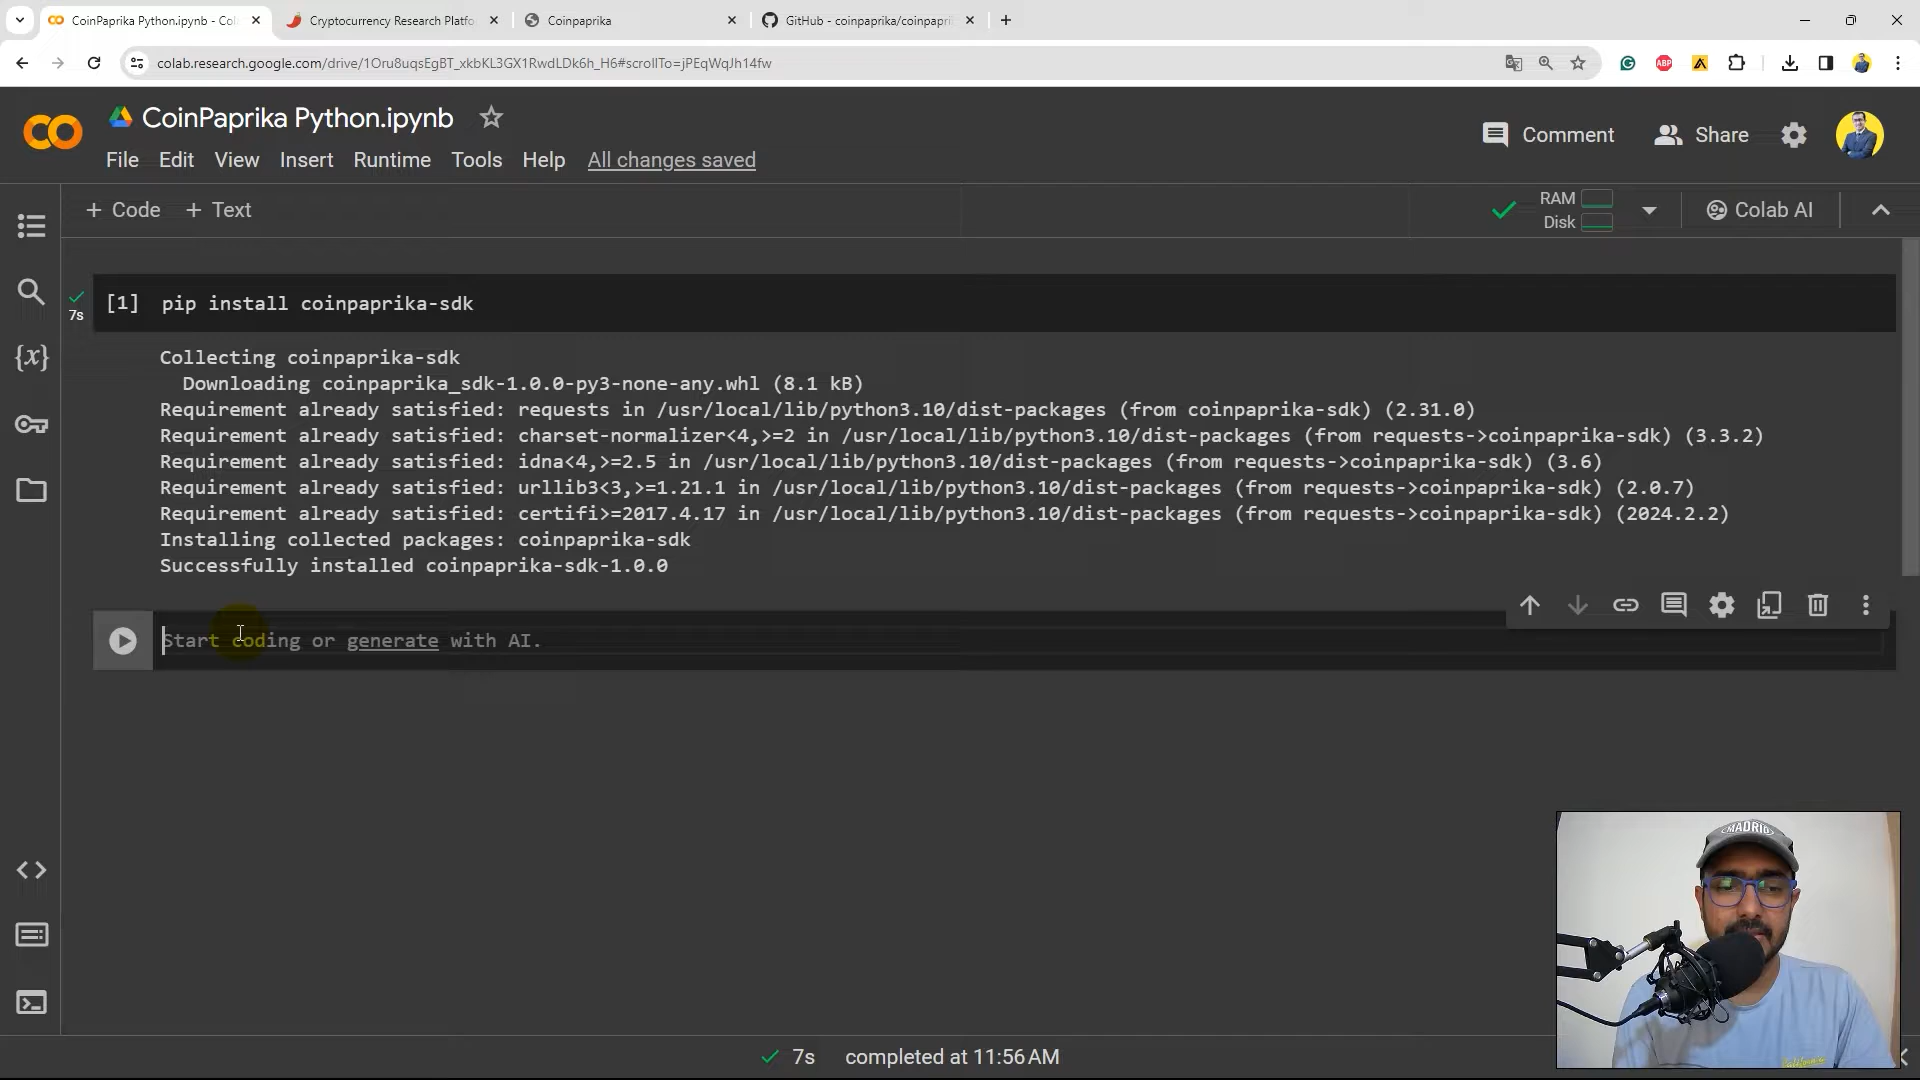 CoinPaprika Python.ipynb - Col
Cryptocurrency Research Platfo
Coinpaprika
GitHub - coinpaprika/coinpapri
colab.research.google.com/drive/1Oru8uqsEgBT_xkbKL3GX1RwdLDk6h_H6#scrollTo=jPEqWqJh14fw
ABP
CoinPaprika Python.ipynb
Comment
Share
File Edit View Insert Runtime Tools Help All changes saved
+ Code + Text
RAM
Disk
Colab AI
7s
[1] pip install coinpaprika-sdk
Collecting coinpaprika-sdk
Downloading coinpaprika_sdk-1.0.0-py3-none-any.whl (8.1 kB)
Requirement already satisfied: requests in /usr/local/lib/python3.10/dist-packages (from coinpaprika-sdk) (2.31.0)
Requirement already satisfied: charset-normalizer<4,>=2 in /usr/local/lib/python3.10/dist-packages (from requests->coinpaprika-sdk) (3.3.2)
Requirement already satisfied: idna<4,>=2.5 in /usr/local/lib/python3.10/dist-packages (from requests->coinpaprika-sdk) (3.6)
Requirement already satisfied: urllib3<3,>=1.21.1 in /usr/local/lib/python3.10/dist-packages (from requests->coinpaprika-sdk) (2.0.7)
Requirement already satisfied: certifi>=2017.4.17 in /usr/local/lib/python3.10/dist-packages (from requests->coinpaprika-sdk) (2024.2.2)
Installing collected packages: coinpaprika-sdk
Successfully installed coinpaprika-sdk-1.0.0
Start coding or generate with AI.
MADRID
7s completed at 11:56 AM